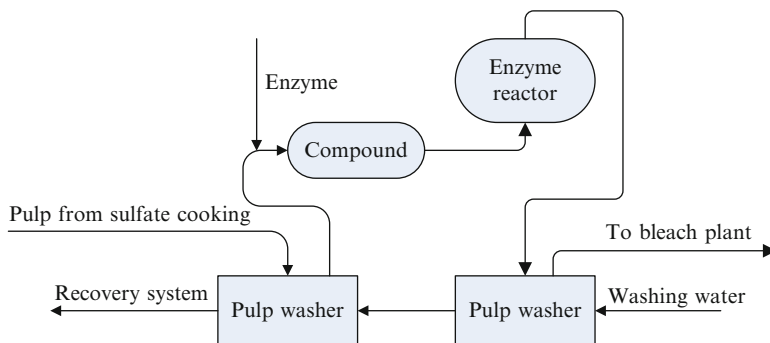 Enzyme
Enzyme
reactor
Compound
Pulp from sulfate cooking
To bleach plant
Recovery system
Pulp washer
Pulp washer
Washing water